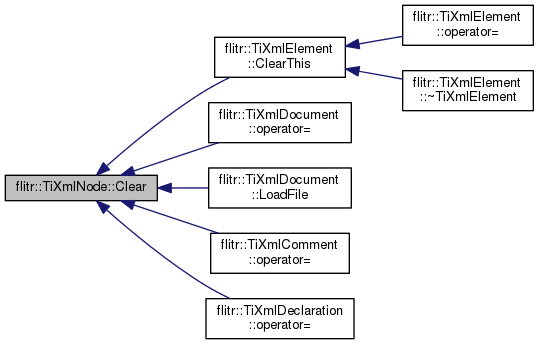 flitr::TiXmlNode::Clear
flitr::TiXmlElement
::ClearThis
flitr::TiXmlElement
::operator=
flitr::TiXmlElement
::~TiXmlElement
flitr::TiXmlDocument
::operator=
flitr::TiXmlDocument
::LoadFile
flitr::TiXmlComment
::operator=
flitr::TiXmlDeclaration
::operator=